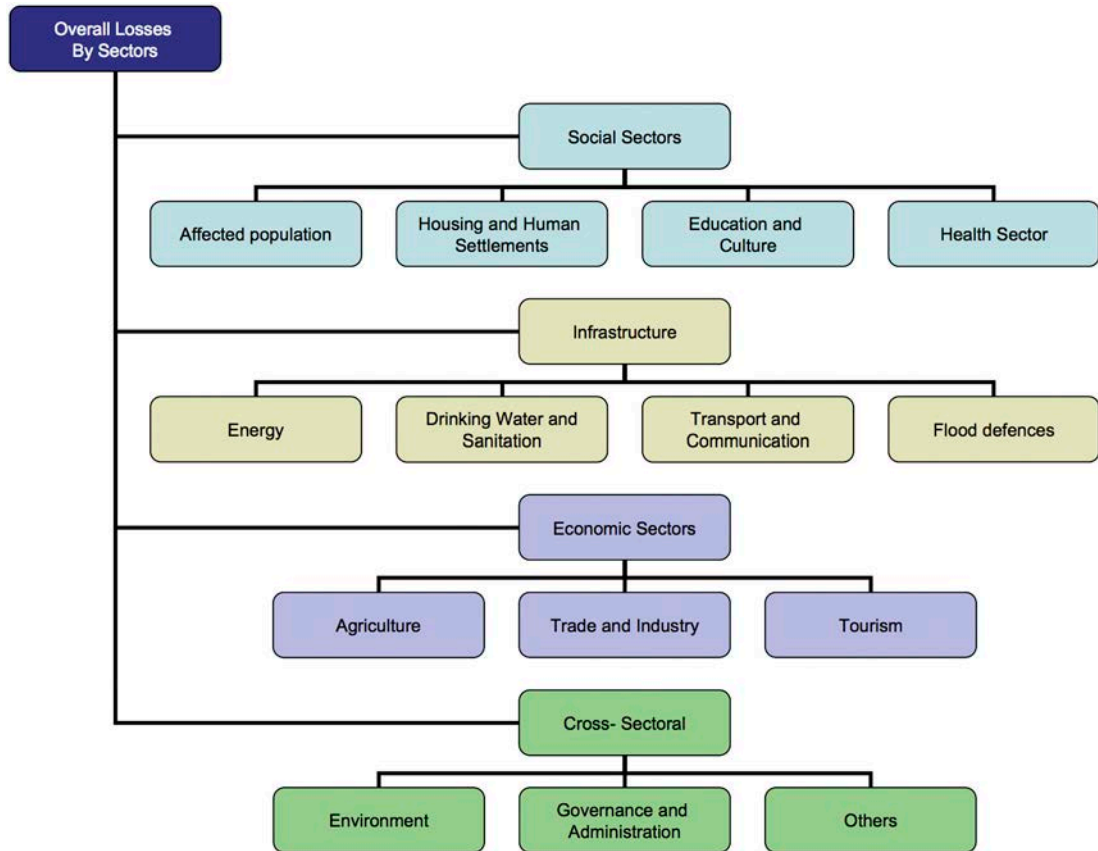 Overall Losses
By Sectors
Social Sectors
Affected population
Housing and Human
Settlements
Education and
Culture
Health Sector
Infrastructure
Energy
Drinking Water and
Sanitation
Transport and
Communication
Flood defences
Economic Sectors
Agriculture
Trade and Industry
Tourism
Cross- Sectoral
Environment
Governance and
Administration
Others